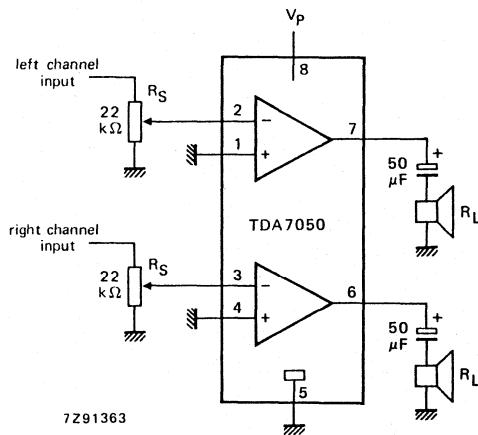 V_P
8
left channel
input
R_S
22
kΩ
2
−
1
+
7
+
50
μF
R_L
TDA7050
right channel
input
R_S
22
kΩ
3
−
4
+
6
+
50
μF
R_L
5
7Z91363